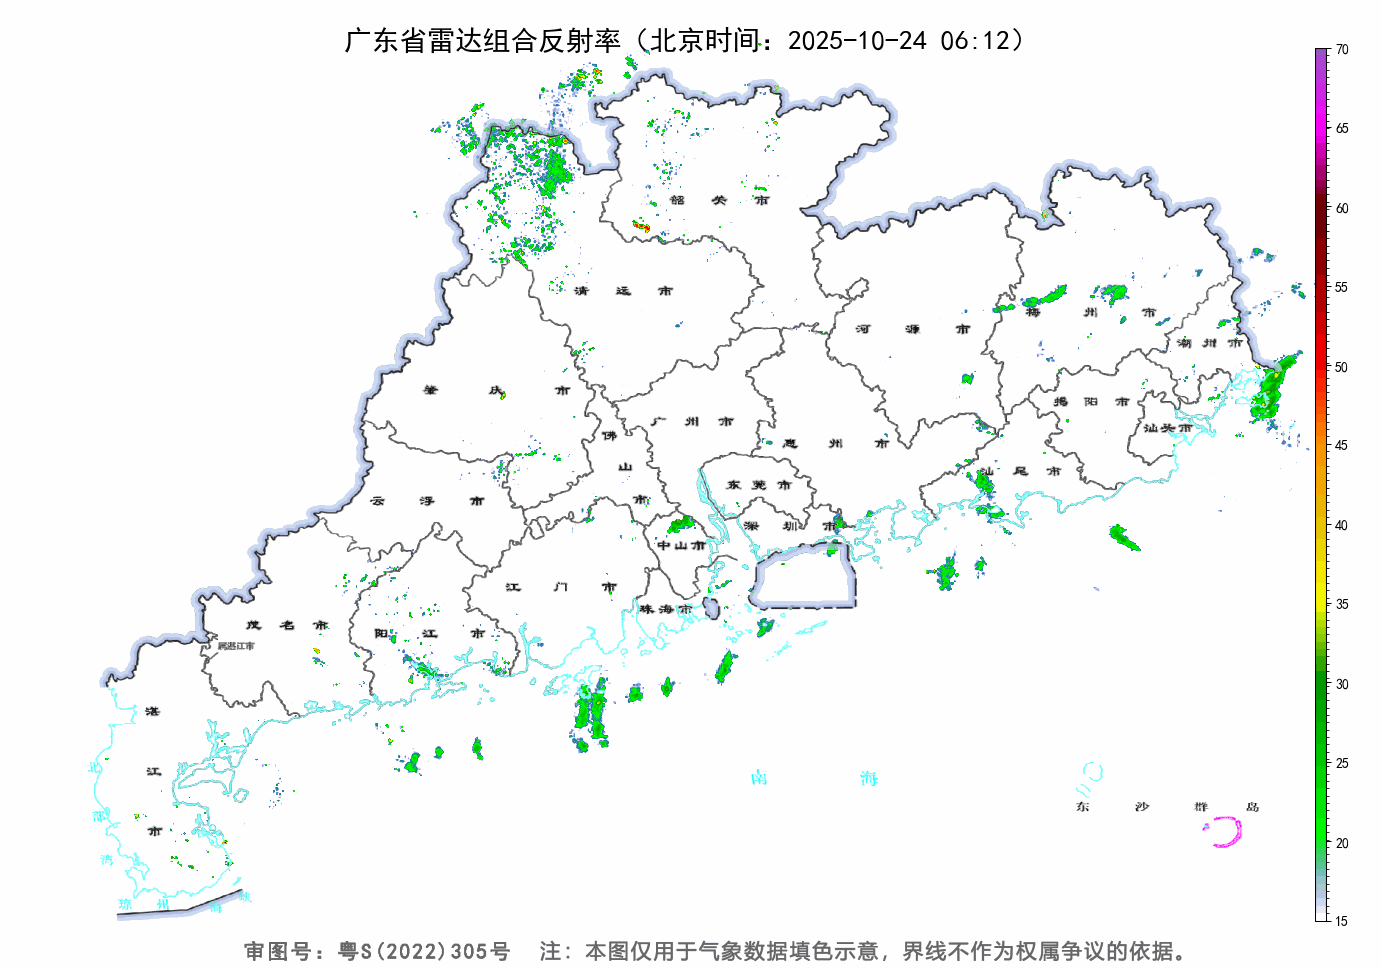 广东省雷达组合反射率（北京时间：2025-10-24 06:12）
70
65
60
55
50
45
40
35
30
25
20
15
韶关市
清远市
河源市
梅州市
潮州市
肇庆市
广州市
佛山市
惠州市
揭阳市
汕头市
汕尾市
云浮市
东莞市
深圳市
中山市
江门市
珠海市
茂名市
阳江市
属湛江市
湛江市
北部湾
南海
东沙群岛
琼州海峡
审图号：粤S(2022)305号 注：本图仅用于气象数据填色示意，界线不作为权属争议的依据。